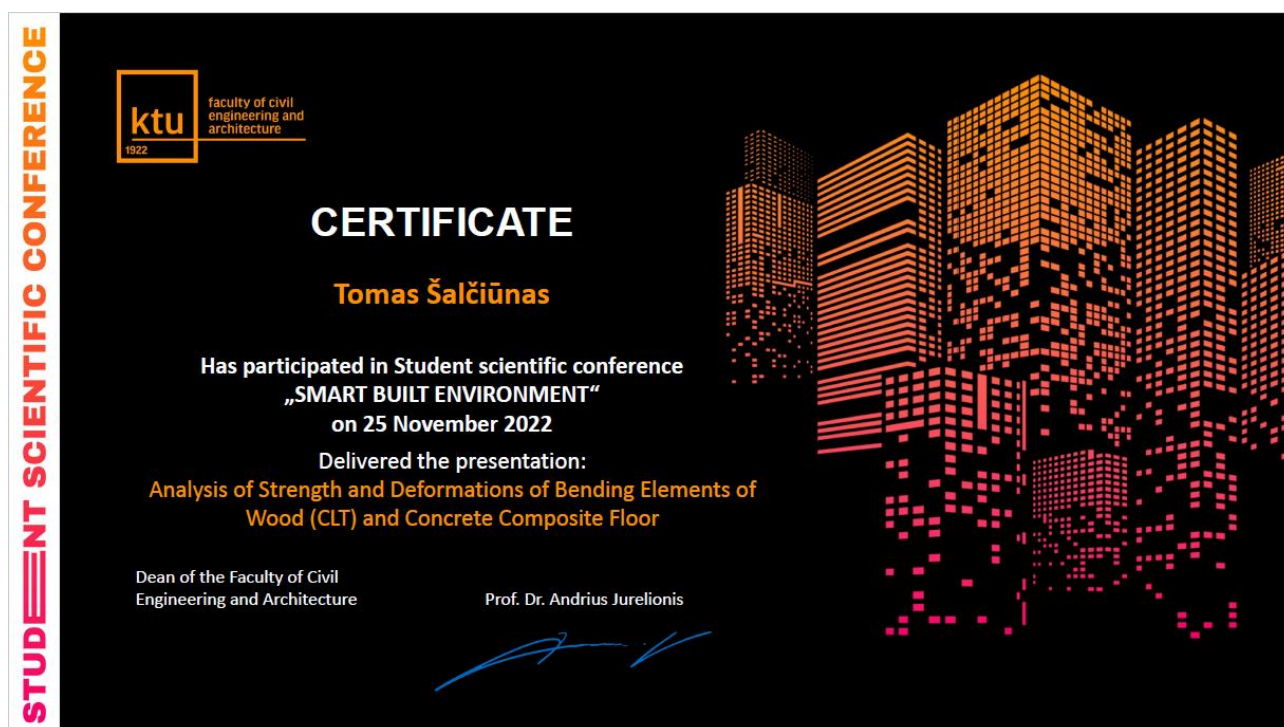 STUDENT SCIENTIFIC CONFERENCE
ktu
1922
faculty of civil
engineering and
architecture
CERTIFICATE
Tomas Šalčiūnas
Has participated in Student scientific conference
„SMART BUILT ENVIRONMENT“
on 25 November 2022
Delivered the presentation:
Analysis of Strength and Deformations of Bending Elements of
Wood (CLT) and Concrete Composite Floor
Dean of the Faculty of Civil
Engineering and Architecture
Prof. Dr. Andrius Jurelionis